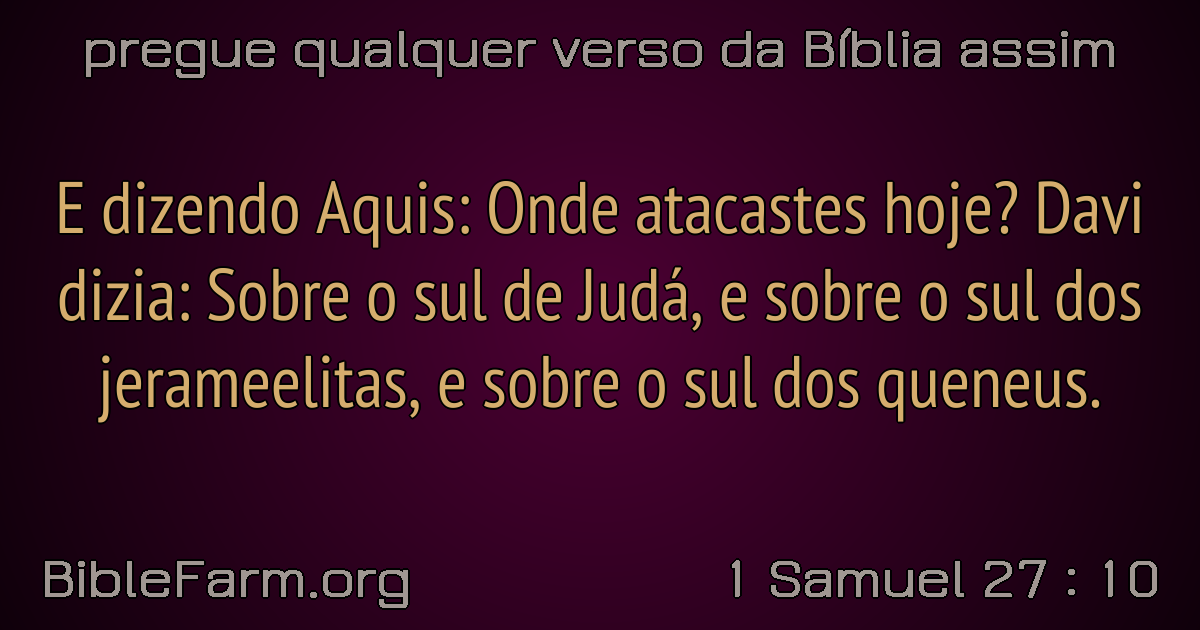 pregue qualquer verso da Bíblia assim
E dizendo Aquis: Onde atacastes hoje? Davi
dizia: Sobre o sul de Judá, e sobre o sul dos
jerameelitas, e sobre o sul dos queneus.
BibleFarm.org
1 Samuel 27 : 10